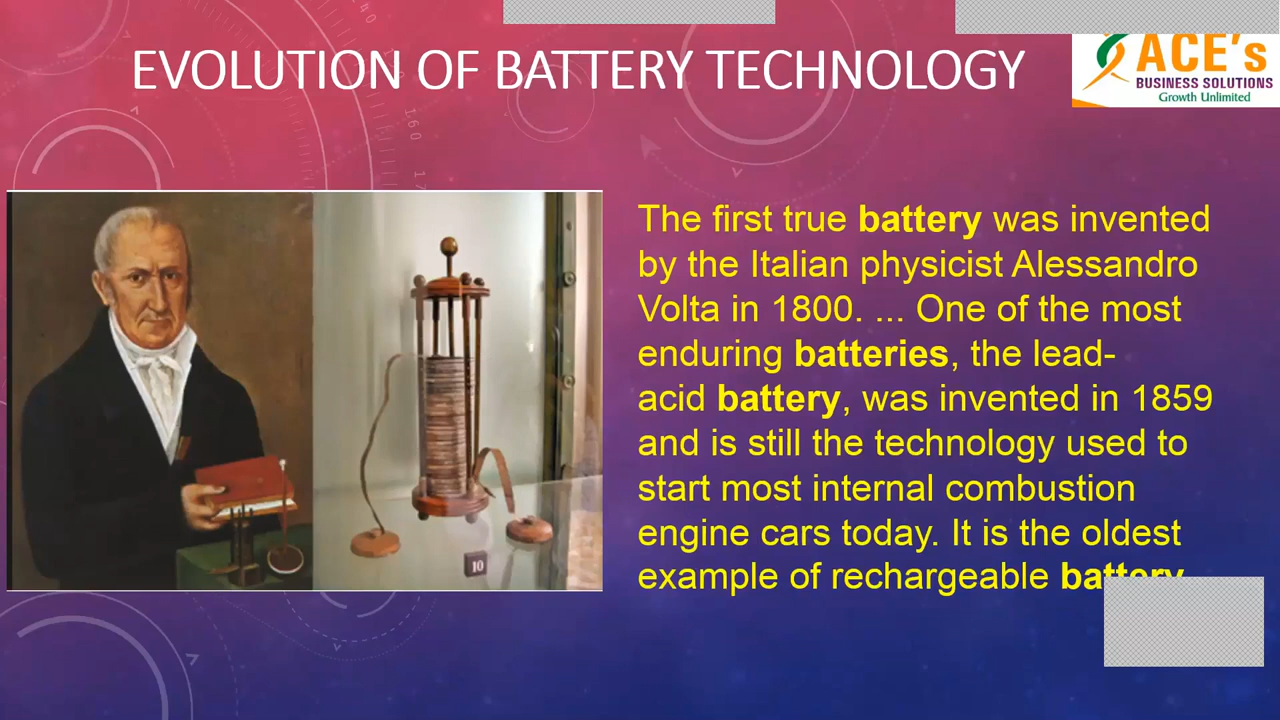 EVOLUTION OF BATTERY TECHNOLOGY
ACE's
BUSINESS SOLUTIONS
Growth Unlimited
The first true battery was invented
by the Italian physicist Alessandro
Volta in 1800. ... One of the most
enduring batteries, the lead-
acid battery, was invented in 1859
and is still the technology used to
start most internal combustion
engine cars today. It is the oldest
example of rechargeable battery
10
160
140